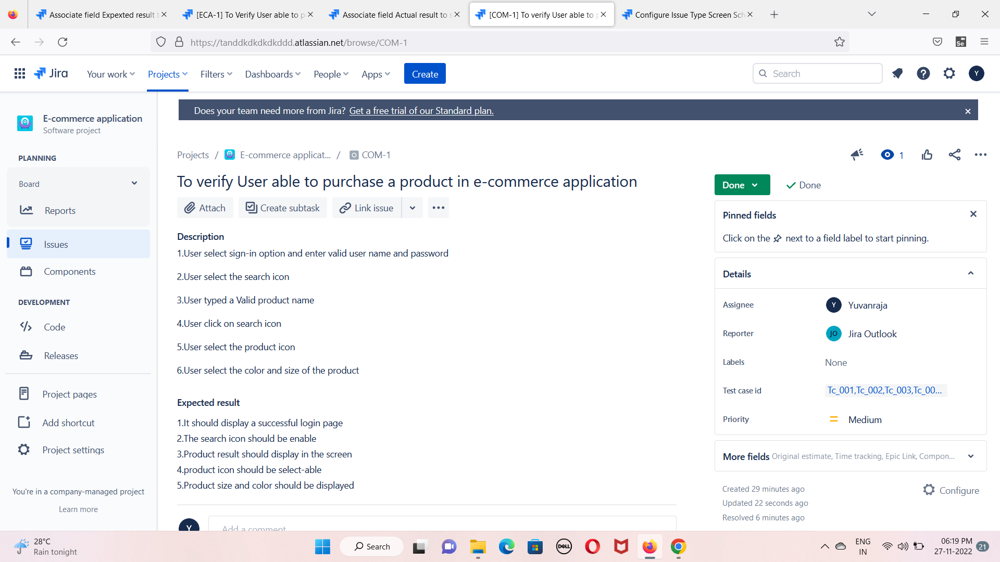 Associate field Expexted result t
[ECA-1] To Verify User able to p
Associate field Actual result to s
[COM-1] To verify User able to p
Configure Issue Type Screen Sch
https://tanddkdkdkdkddd.atlassian.net/browse/COM-1
Se
Jira
Your work
Projects
Filters
Dashboards
People
Apps
Create
Search
?
Y
Does your team need more from Jira? Get a free trial of our Standard plan.
E-commerce application
Software project
PLANNING
Board
Reports
Issues
Components
DEVELOPMENT
Code
Releases
Project pages
Add shortcut
Project settings
You're in a company-managed project
Learn more
Projects / E-commerce applicat... / COM-1
1
To verify User able to purchase a product in e-commerce application
Attach
Create subtask
Link issue
Description
1.User select sign-in option and enter valid user name and password
2.User select the search icon
3.User typed a Valid product name
4.User click on search icon
5.User select the product icon
6.User select the color and size of the product
Expected result
1.It should display a successful login page
2.The search icon should be enable
3.Product result should display in the screen
4.product icon should be select-able
5.Product size and color should be displayed
Y
Add a comment
Done
Done
Pinned fields
Click on the next to a field label to start pinning.
Details
Assignee
Y Yuvanraja
Reporter
JO Jira Outlook
Labels
None
Test case id
Tc_001,Tc_002,Tc_003,Tc_00...
Priority
Medium
More fields Original estimate, Time tracking, Epic Link, Compon...
Created 29 minutes ago
Configure
Updated 22 seconds ago
Resolved 6 minutes ago
28°C
Rain tonight
Search
DELL
ENG
IN
06:19 PM
27-11-2022
21